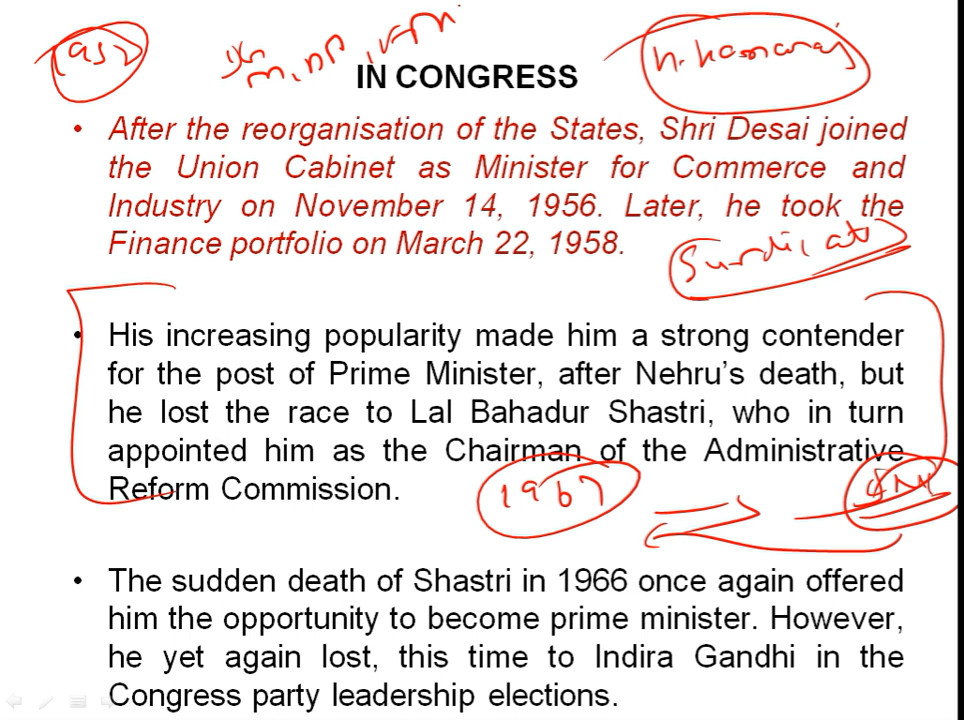 1952
K. Kamaraj
IN CONGRESS
• After the reorganisation of the States, Shri Desai joined
the Union Cabinet as Minister for Commerce and
Industry on November 14, 1956. Later, he took the
Finance portfolio on March 22, 1958.
Syndicate
• His increasing popularity made him a strong contender
for the post of Prime Minister, after Nehru’s death, but
he lost the race to Lal Bahadur Shastri, who in turn
appointed him as the Chairman of the Administrative
Reform Commission.
1967
• The sudden death of Shastri in 1966 once again offered
him the opportunity to become prime minister. However,
he yet again lost, this time to Indira Gandhi in the
Congress party leadership elections.